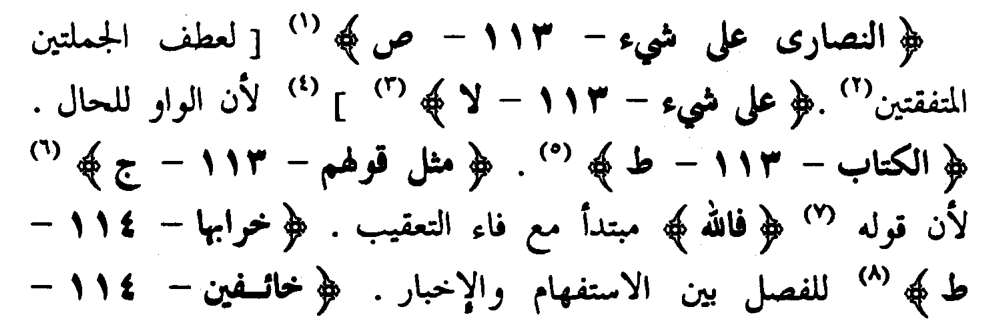 ﴿ النصارى على شيء – ١١٣ – ص ﴾ (١) [ لعطف الجملتين
المتفقتين(٢) .﴿ على شيء – ١١٣ – لا ﴾ (٣) ] (٤) لأن الواو للحال .
﴿ الكتاب – ١١٣ – ط ﴾ (٥) . ﴿ مثل قولهم – ١١٣ – ج ﴾ (٦)
لأن قوله (٧) ﴿ فالله ﴾ مبتدأ مع فاء التعقيب . ﴿ خرابها – ١١٤ –
ط ﴾ (٨) للفصل بين الاستفهام والإخبار . ﴿ خائفين – ١١٤ –